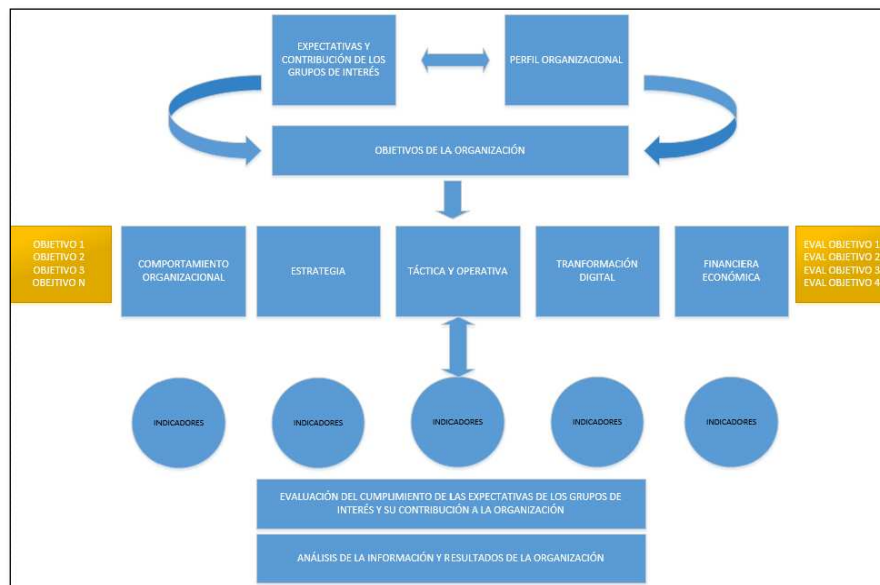 EXPECTATIVAS Y
CONTRIBUCIÓN DE LOS
GRUPOS DE INTERÉS
PERFIL ORGANIZACIONAL
OBJETIVOS DE LA ORGANIZACIÓN
OBJETIVO 1
OBJETIVO 2
OBJETIVO 3
OBEJTIVO N
COMPORTAMIENTO
ORGANIZACIONAL
ESTRATEGIA
TÁCTICA Y OPERATIVA
TRANFORMACIÓN
DIGITAL
FINANCIERA
ECONÓMICA
EVAL OBJETIVO 1
EVAL OBJETIVO 2
EVAL OBJETIVO 3
EVAL OBJETIVO 4
INDICADORES
INDICADORES
INDICADORES
INDICADORES
INDICADORES
EVALUACIÓN DEL CUMPLIMIENTO DE LAS EXPECTATIVAS DE LOS GRUPOS DE
INTERÉS Y SU CONTRIBUCIÓN A LA ORGANIZACIÓN
ANÁLISIS DE LA INFORMACIÓN Y RESULTADOS DE LA ORGANIZACIÓN